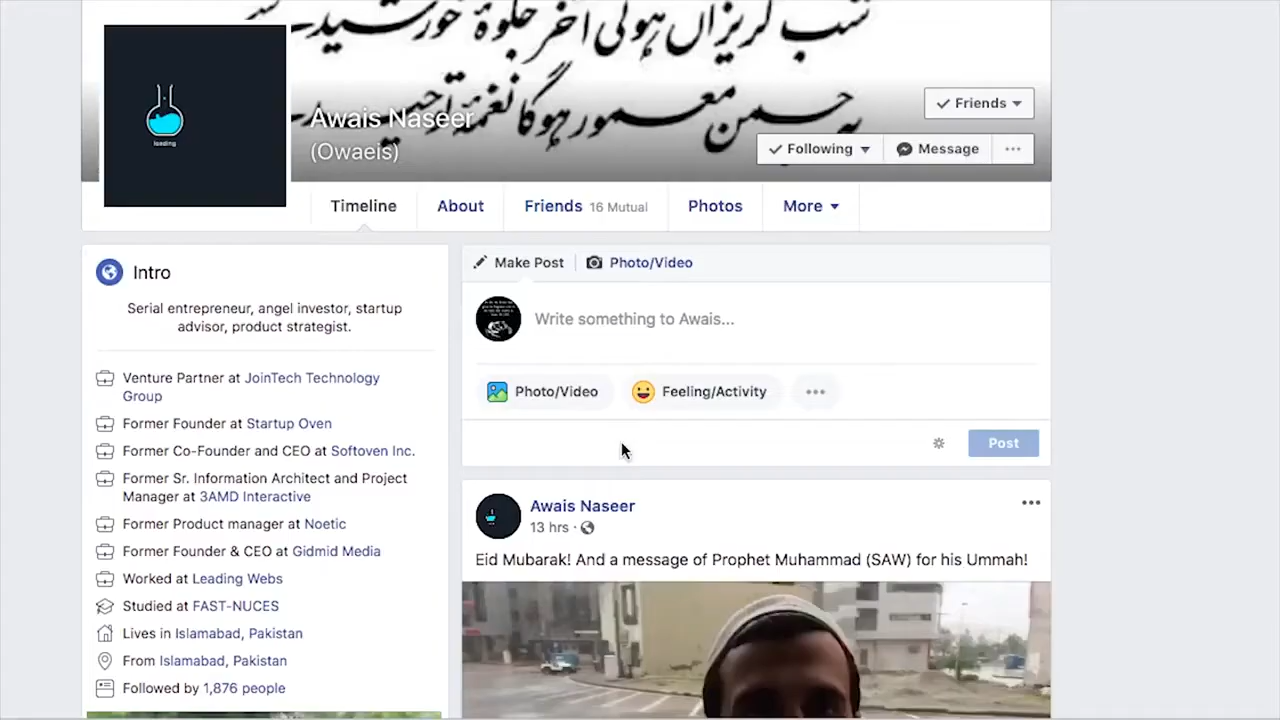 شب گریزاں ہوگی آخر جلوۂ خورشید سے
یہ چمن معمور ہوگا نغمۂ توحید سے
loading
Awais Naseer
(Owaeis)
Friends
Following
Message
Timeline
About
Friends 16 Mutual
Photos
More
Intro
Serial entrepreneur, angel investor, startup
advisor, product strategist.
Venture Partner at JoinTech Technology
Group
Former Founder at Startup Oven
Former Co-Founder and CEO at Softoven Inc.
Former Sr. Information Architect and Project
Manager at 3AMD Interactive
Former Product manager at Noetic
Former Founder & CEO at Gidmid Media
Worked at Leading Webs
Studied at FAST-NUCES
Lives in Islamabad, Pakistan
From Islamabad, Pakistan
Followed by 1,876 people
Make Post
Photo/Video
Write something to Awais...
Photo/Video
Feeling/Activity
Post
Awais Naseer
13 hrs ·
Eid Mubarak! And a message of Prophet Muhammad (SAW) for his Ummah!